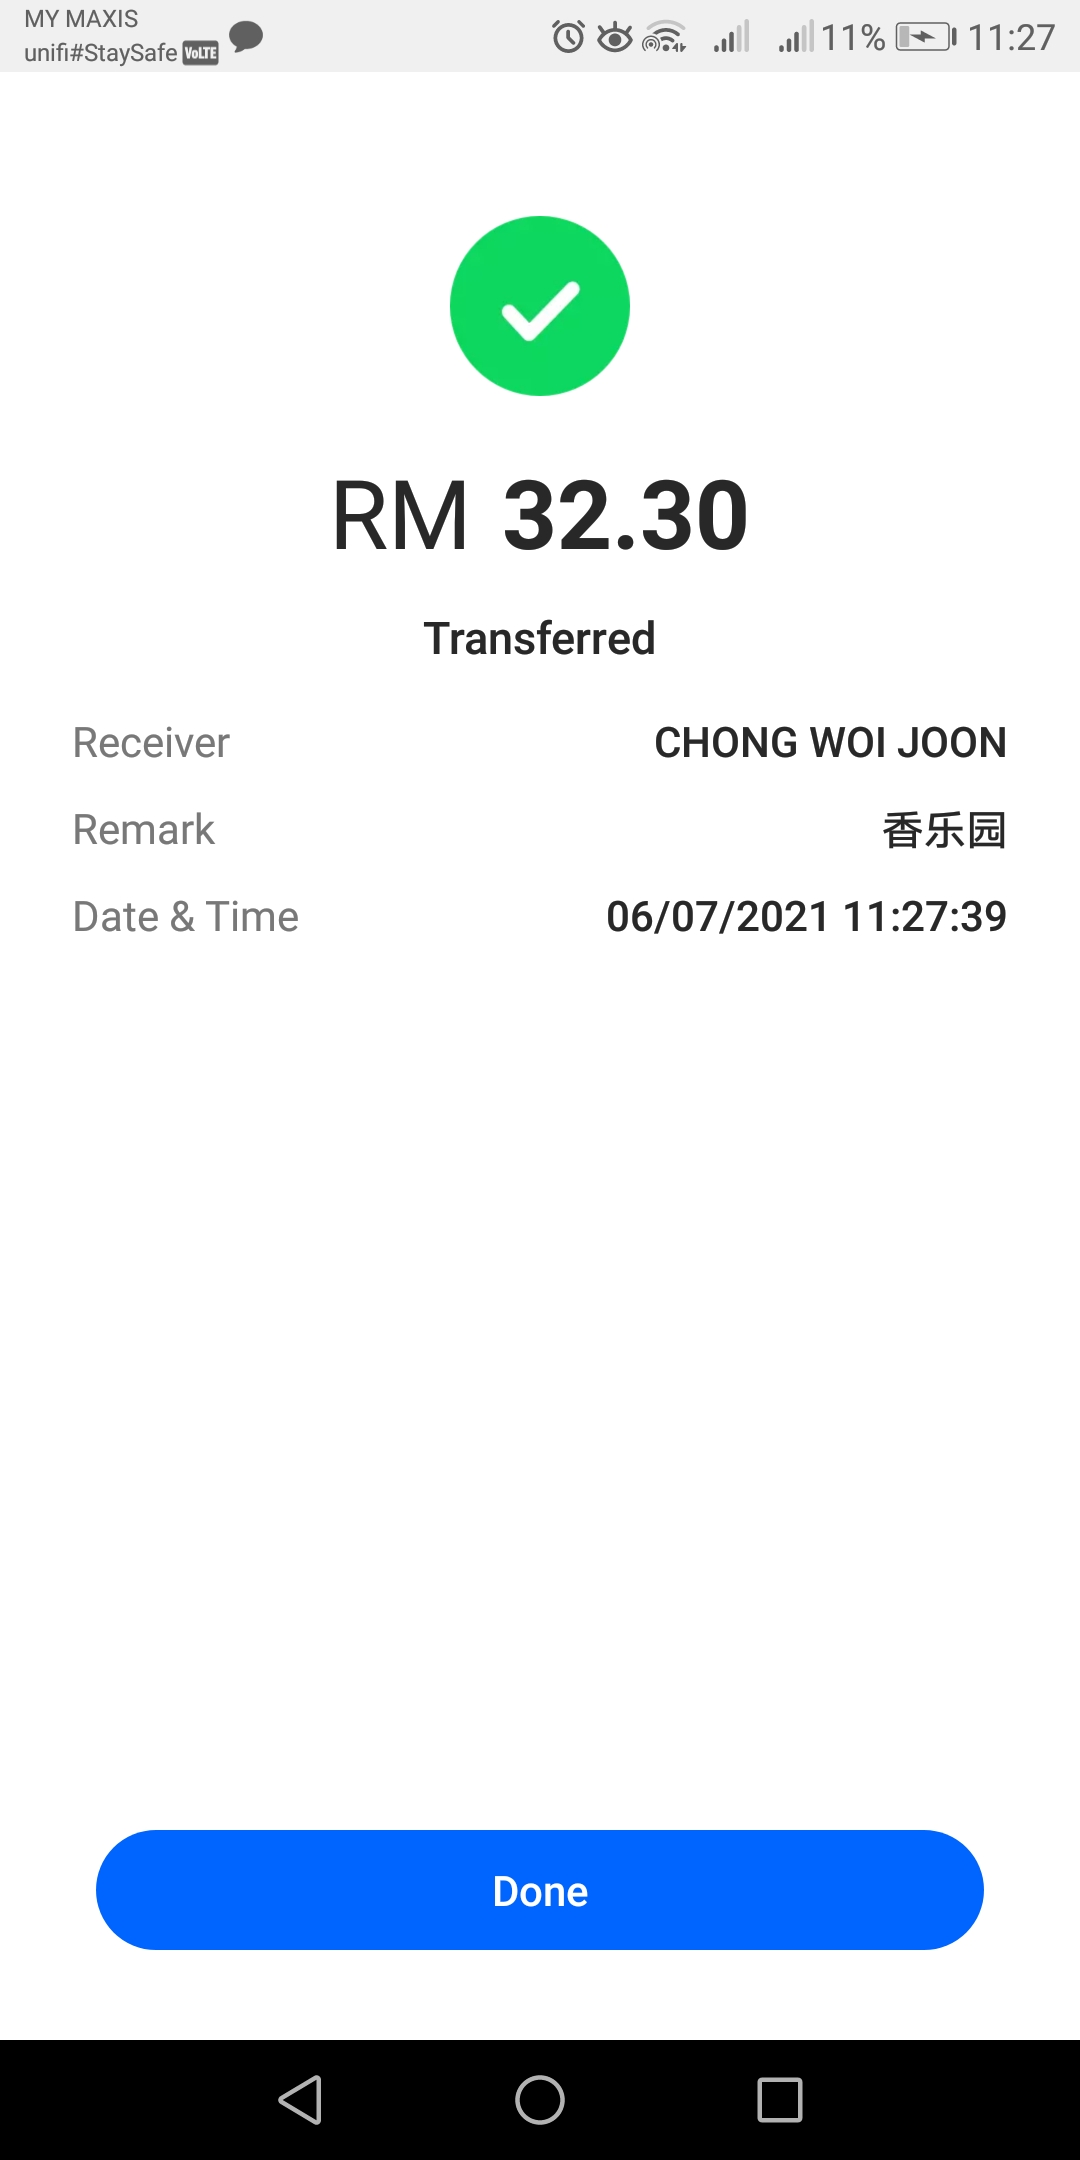 MY MAXIS
unifi#StaySafe VoLTE 11% 11:27
RM 32.30
Transferred
Receiver CHONG WOI JOON
Remark 香乐园
Date & Time 06/07/2021 11:27:39
Done